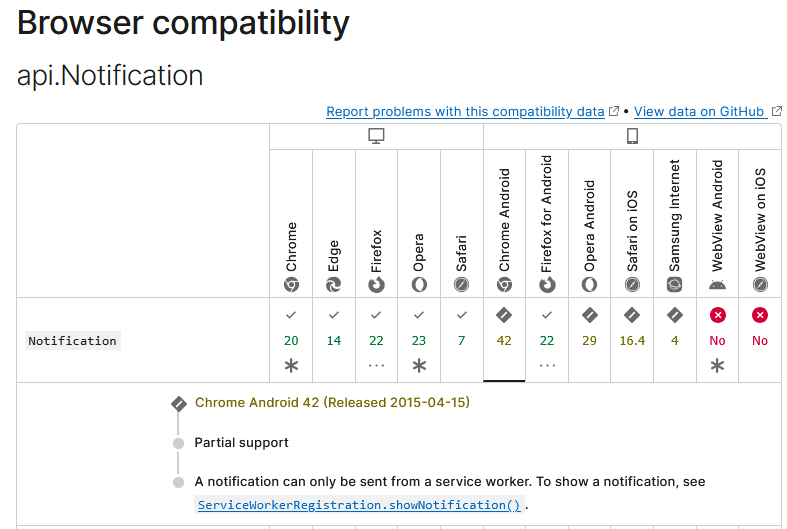 Browser compatibility
api.Notification
Report problems with this compatibility data • View data on GitHub
Chrome
Edge
Firefox
Opera
Safari
Chrome Android
Firefox for Android
Opera Android
Safari on iOS
Samsung Internet
WebView Android
WebView on iOS
Notification
20
14
22
23
7
42
22
29
16.4
4
No
No
Chrome Android 42 (Released 2015-04-15)
Partial support
A notification can only be sent from a service worker. To show a notification, see
ServiceWorkerRegistration.showNotification().